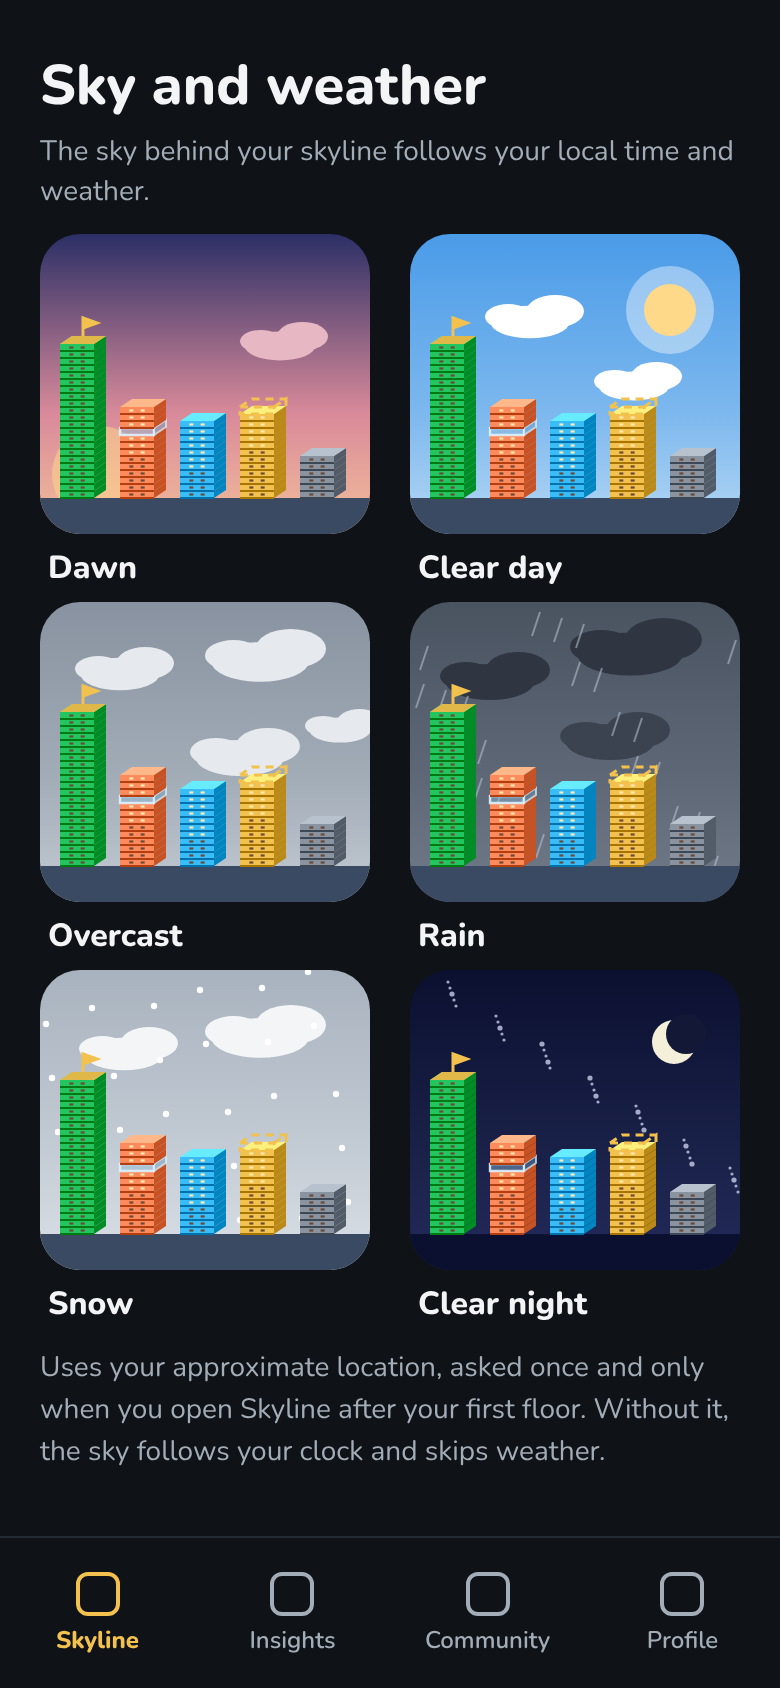 Sky and weather
The sky behind your skyline follows your local time and
weather.
Dawn
Clear day
Overcast
Rain
Snow
Clear night
Uses your approximate location, asked once and only
when you open Skyline after your first floor. Without it,
the sky follows your clock and skips weather.
Skyline
Insights
Community
Profile